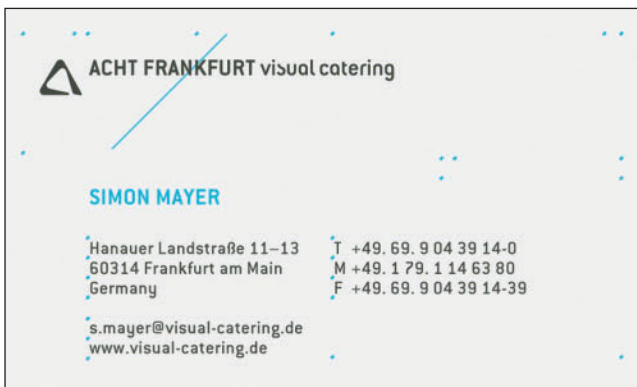 ACHT FRANKFURT visual catering
SIMON MAYER
Hanauer Landstraße 11–13
60314 Frankfurt am Main
Germany
T +49. 69. 9 04 39 14-0
M +49. 1 79. 1 14 63 80
F +49. 69. 9 04 39 14-39
s.mayer@visual-catering.de
www.visual-catering.de